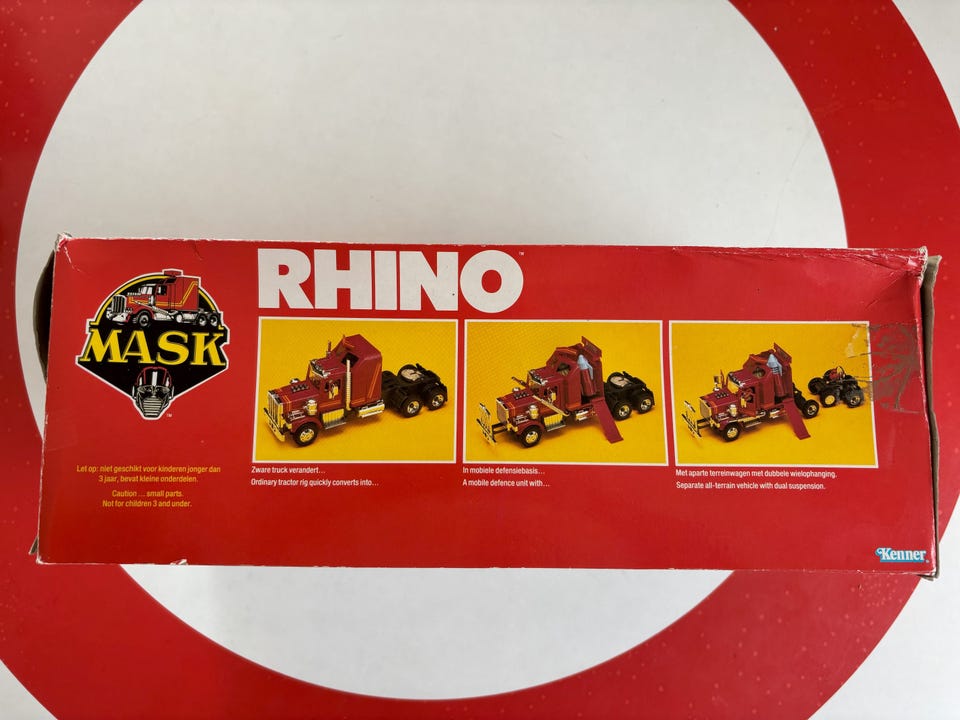 RHINO™
MASK
™
Let op: niet geschikt voor kinderen jonger dan
3 jaar, bevat kleine onderdelen.
Caution ... small parts.
Not for children 3 and under.
Zware truck verandert...
Ordinary tractor rig quickly converts into...
In mobiele defensiebasis...
A mobile defence unit with...
Met aparte terreinwagen met dubbele wielophanging.
Separate all-terrain vehicle with dual suspension.
Kenner